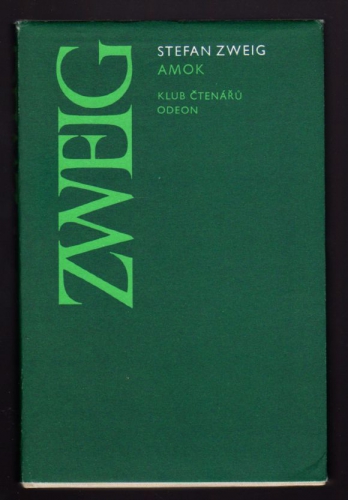 ZWEIG
STEFAN ZWEIG
AMOK
KLUB ČTENÁŘŮ
ODEON